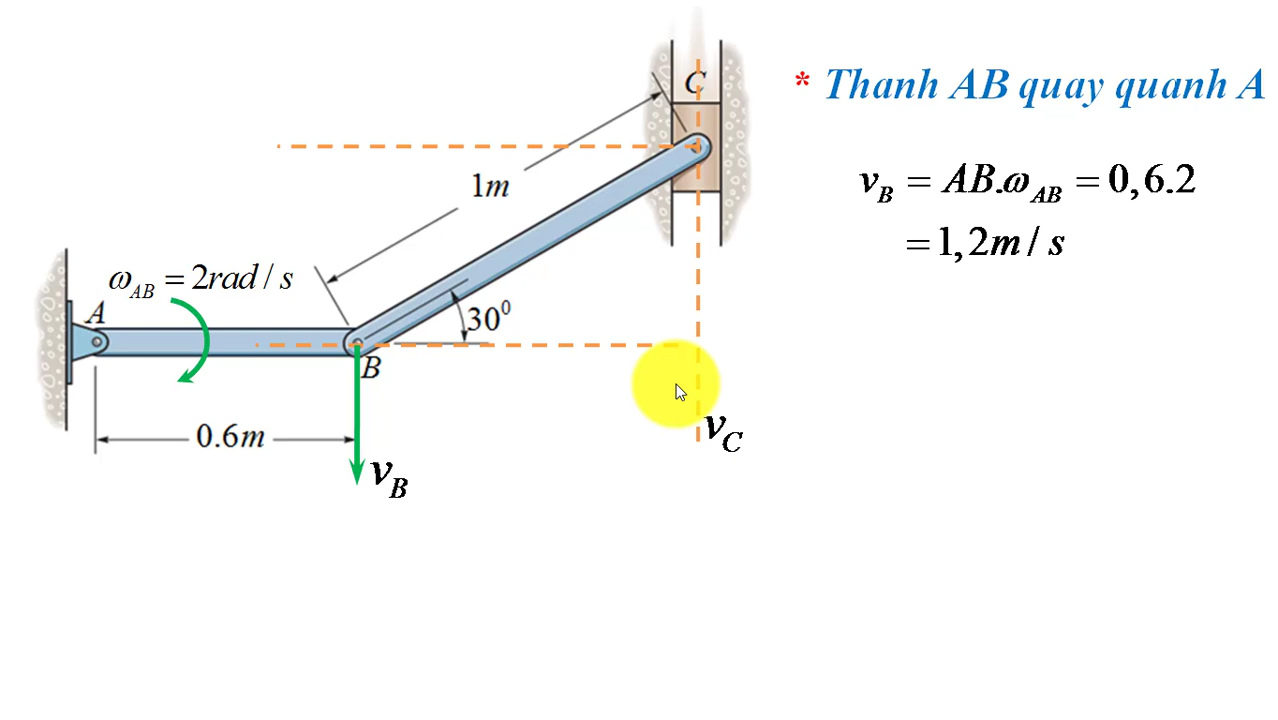 * Thanh AB quay quanh A
C
v_B = AB.ω_AB = 0,6.2
= 1,2m / s
1m
ω_AB = 2rad / s
A
30⁰
B
0.6m
v_C
v_B